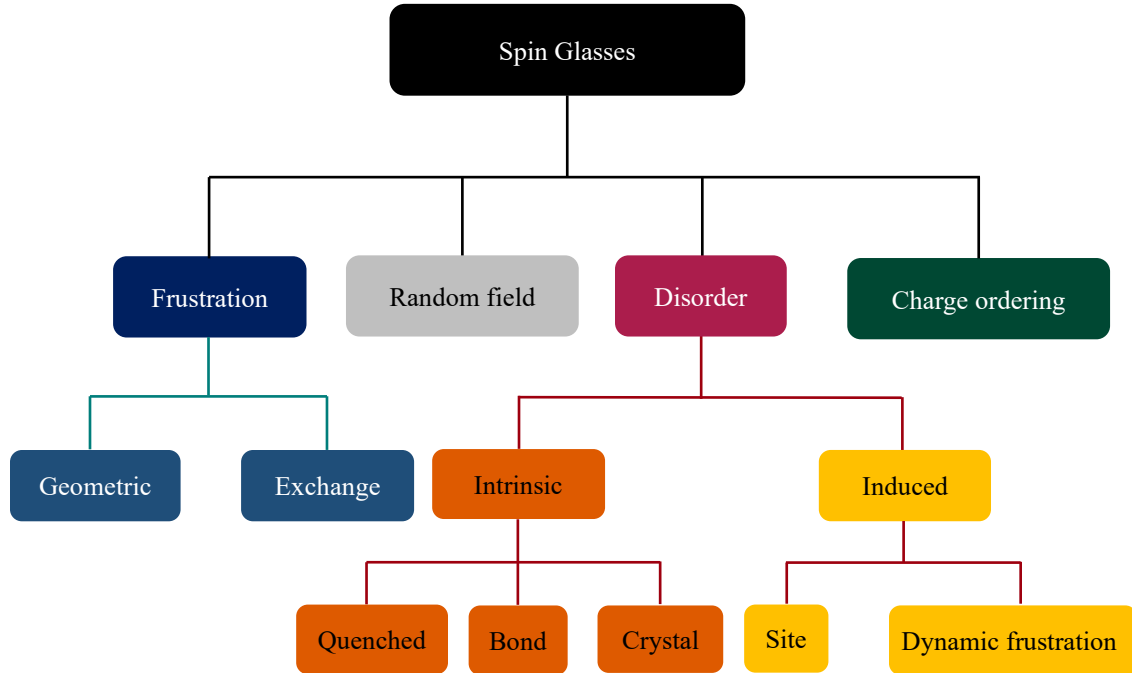 Spin Glasses
Frustration
Random field
Disorder
Charge ordering
Geometric
Exchange
Intrinsic
Induced
Quenched
Bond
Crystal
Site
Dynamic frustration